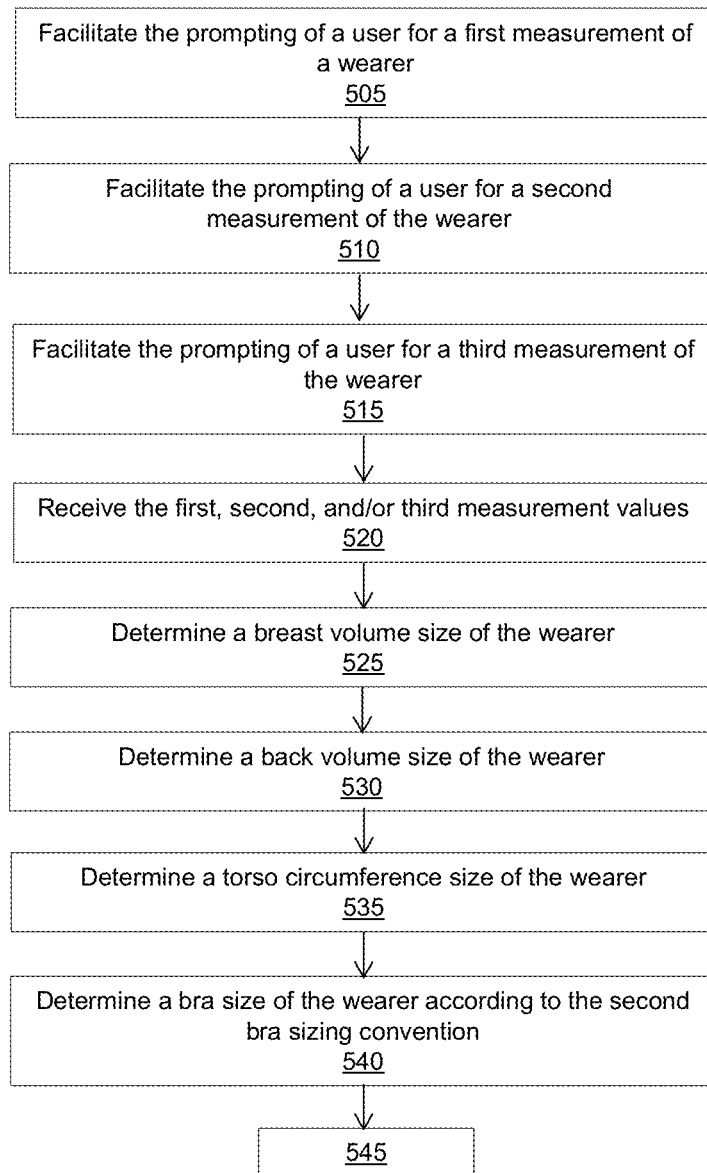 Facilitate the prompting of a user for a first measurement of
a wearer
505
Facilitate the prompting of a user for a second
measurement of the wearer
510
Facilitate the prompting of a user for a third measurement of
the wearer
515
Receive the first, second, and/or third measurement values
520
Determine a breast volume size of the wearer
525
Determine a back volume size of the wearer
530
Determine a torso circumference size of the wearer
535
Determine a bra size of the wearer according to the second
bra sizing convention
540
545